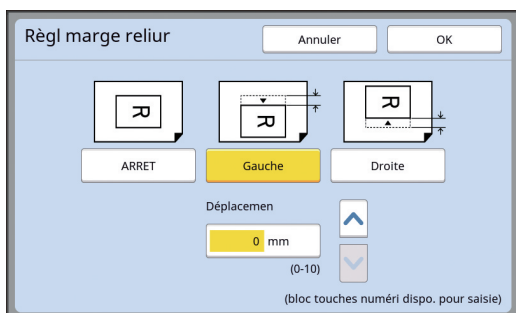 Règl marge reliur
Annuler
OK
R
R
R
ARRET
Gauche
Droite
Déplacemen
0 mm
(0-10)
(bloc touches numéri dispo. pour saisie)